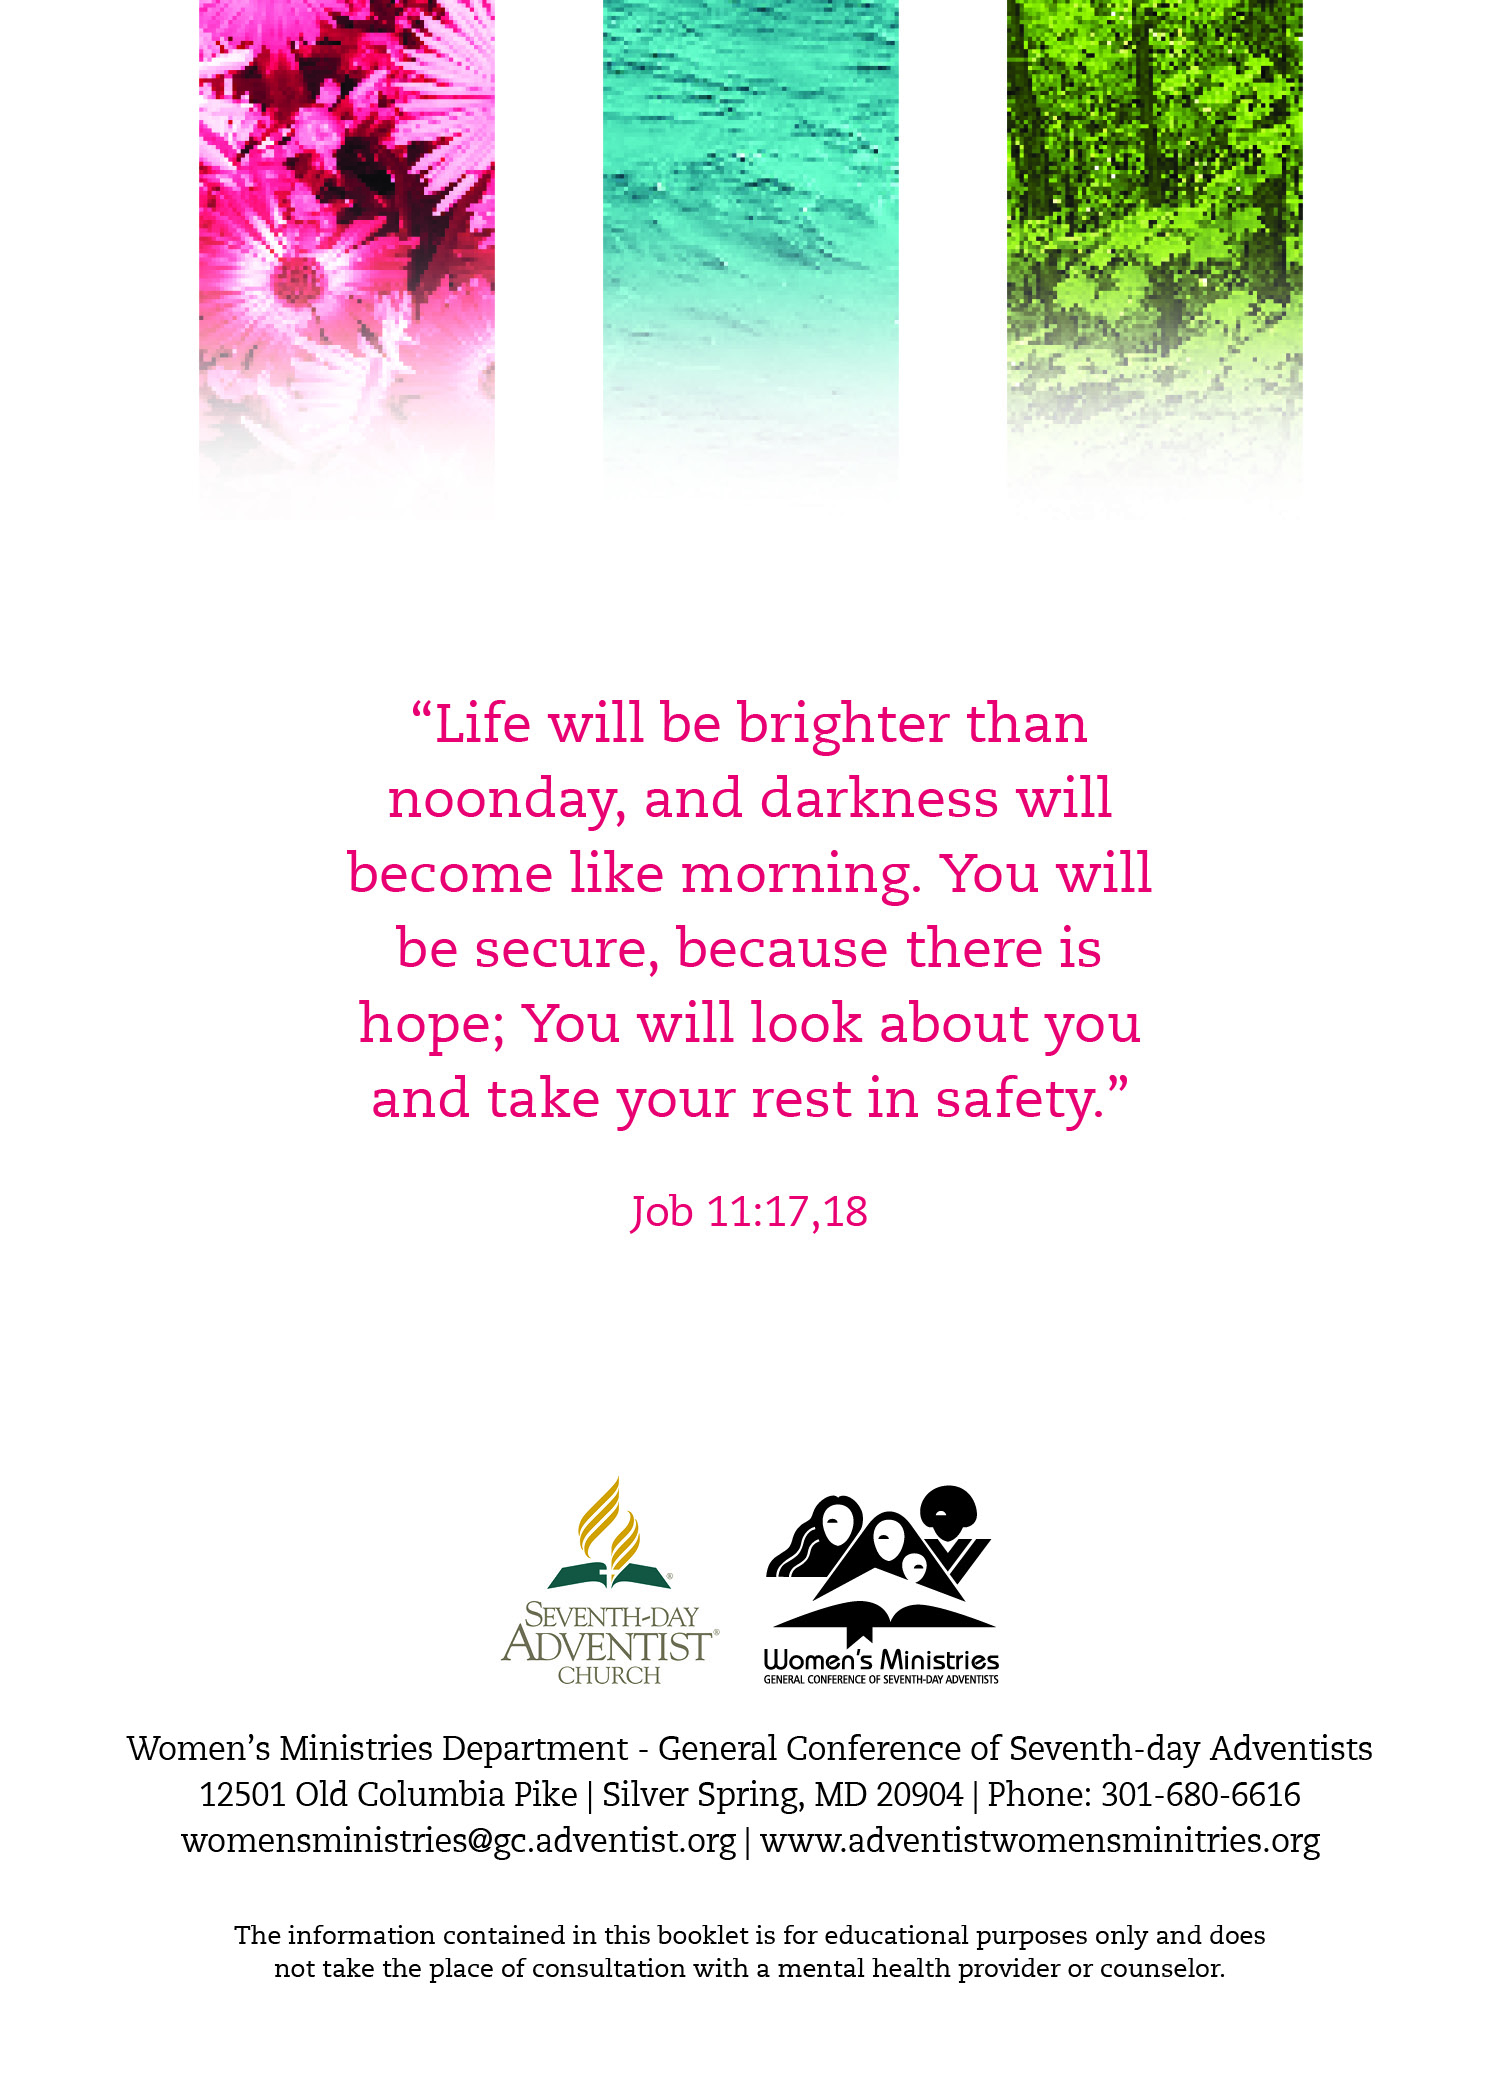 “Life will be brighter than
noonday, and darkness will
become like morning. You will
be secure, because there is
hope; You will look about you
and take your rest in safety.”
Job 11:17,18
®
SEVENTH-DAY
ADVENTIST®
CHURCH
Women's Ministries
GENERAL CONFERENCE OF SEVENTH-DAY ADVENTISTS
Women’s Ministries Department - General Conference of Seventh-day Adventists
12501 Old Columbia Pike | Silver Spring, MD 20904 | Phone: 301-680-6616
womensministries@gc.adventist.org | www.adventistwomensminitries.org
The information contained in this booklet is for educational purposes only and does
not take the place of consultation with a mental health provider or counselor.